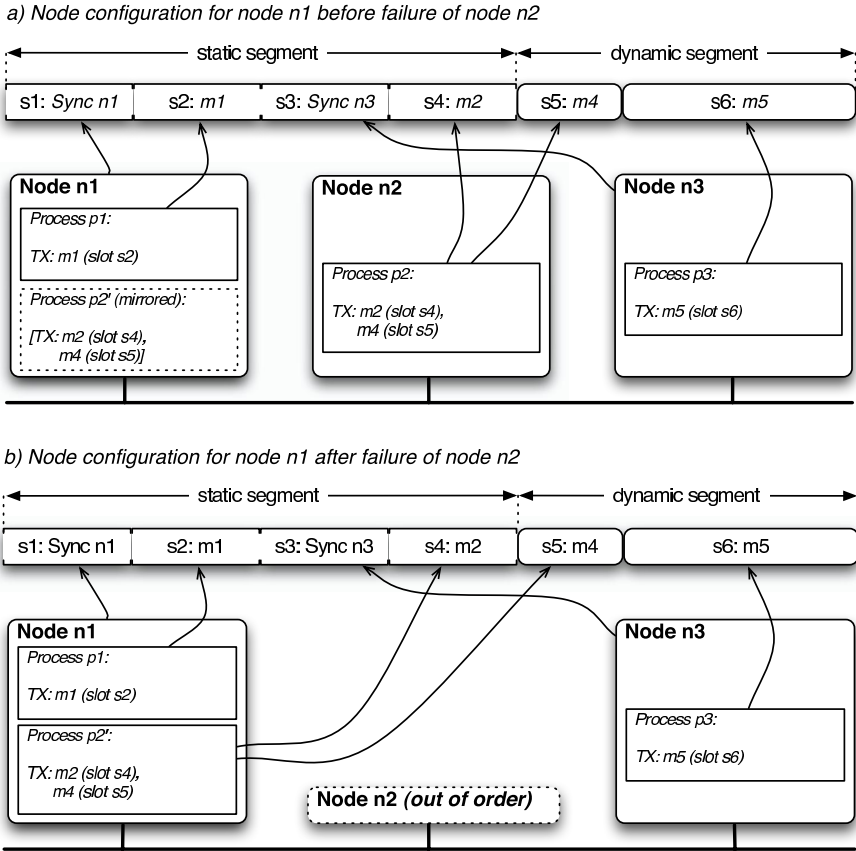 a) Node configuration for node n1 before failure of node n2
static segment
dynamic segment
s1: Sync n1
s2: m1
s3: Sync n3
s4: m2
s5: m4
s6: m5
Node n1
Process p1:
TX: m1 (slot s2)
Process p2' (mirrored):
[TX: m2 (slot s4),
m4 (slot s5)]
Node n2
Process p2:
TX: m2 (slot s4),
m4 (slot s5)
Node n3
Process p3:
TX: m5 (slot s6)
b) Node configuration for node n1 after failure of node n2
static segment
dynamic segment
s1: Sync n1
s2: m1
s3: Sync n3
s4: m2
s5: m4
s6: m5
Node n1
Process p1:
TX: m1 (slot s2)
Process p2':
TX: m2 (slot s4),
m4 (slot s5)
Node n2 (out of order)
Node n3
Process p3:
TX: m5 (slot s6)